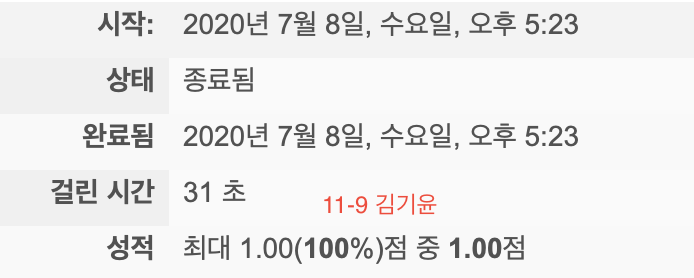 시작: 2020년 7월 8일, 수요일, 오후 5:23
상태 종료됨
완료됨 2020년 7월 8일, 수요일, 오후 5:23
걸린 시간 31 초
11-9 김기윤
성적 최대 1.00(100%)점 중 1.00점